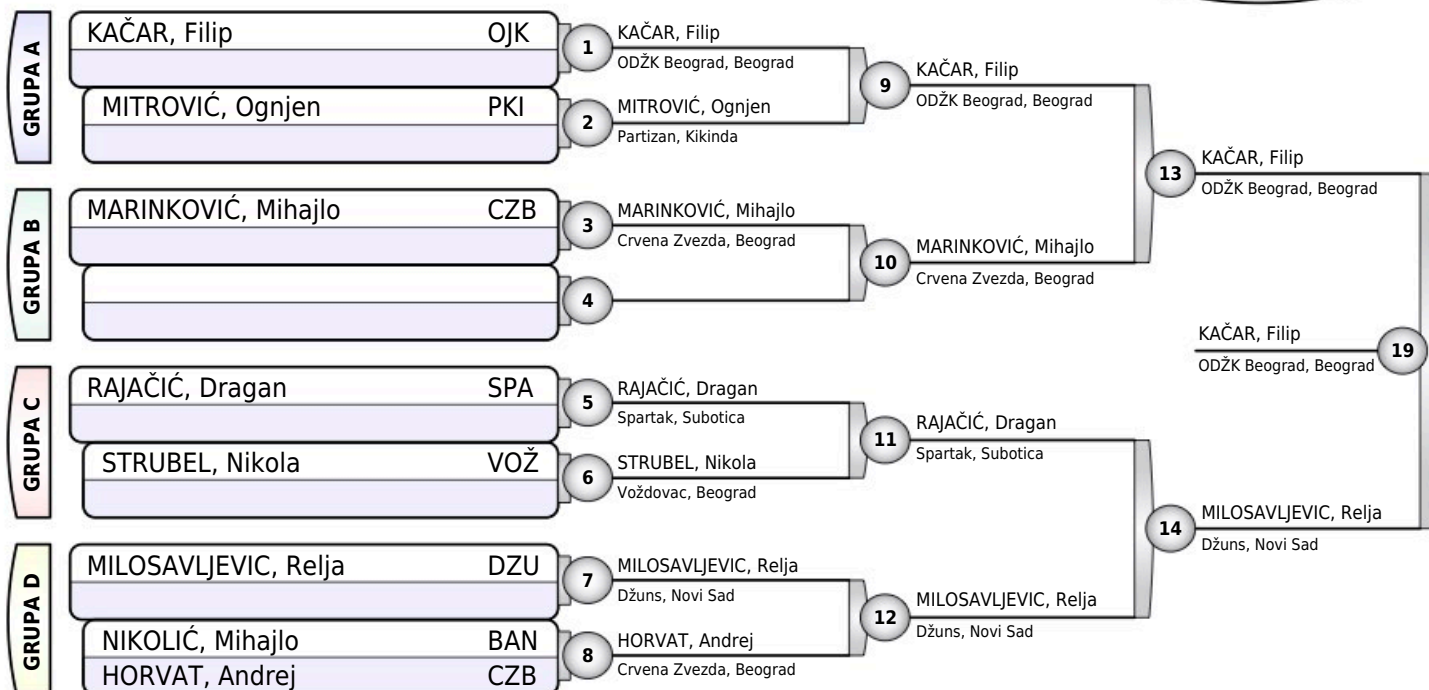 GRUPA A
KAČAR, Filip OJK
MITROVIĆ, Ognjen PKI
GRUPA B
MARINKOVIĆ, Mihajlo CZB
GRUPA C
RAJAČIĆ, Dragan SPA
STRUBEL, Nikola VOŽ
GRUPA D
MILOSAVLJEVIC, Relja DZU
NIKOLIĆ, Mihajlo BAN
HORVAT, Andrej CZB
1
KAČAR, Filip
ODŽK Beograd, Beograd
2
MITROVIĆ, Ognjen
Partizan, Kikinda
3
MARINKOVIĆ, Mihajlo
Crvena Zvezda, Beograd
4
5
RAJAČIĆ, Dragan
Spartak, Subotica
6
STRUBEL, Nikola
Voždovac, Beograd
7
MILOSAVLJEVIC, Relja
Džuns, Novi Sad
8
HORVAT, Andrej
Crvena Zvezda, Beograd
9
KAČAR, Filip
ODŽK Beograd, Beograd
10
MARINKOVIĆ, Mihajlo
Crvena Zvezda, Beograd
11
RAJAČIĆ, Dragan
Spartak, Subotica
12
MILOSAVLJEVIC, Relja
Džuns, Novi Sad
13
KAČAR, Filip
ODŽK Beograd, Beograd
14
MILOSAVLJEVIC, Relja
Džuns, Novi Sad
KAČAR, Filip
ODŽK Beograd, Beograd
19